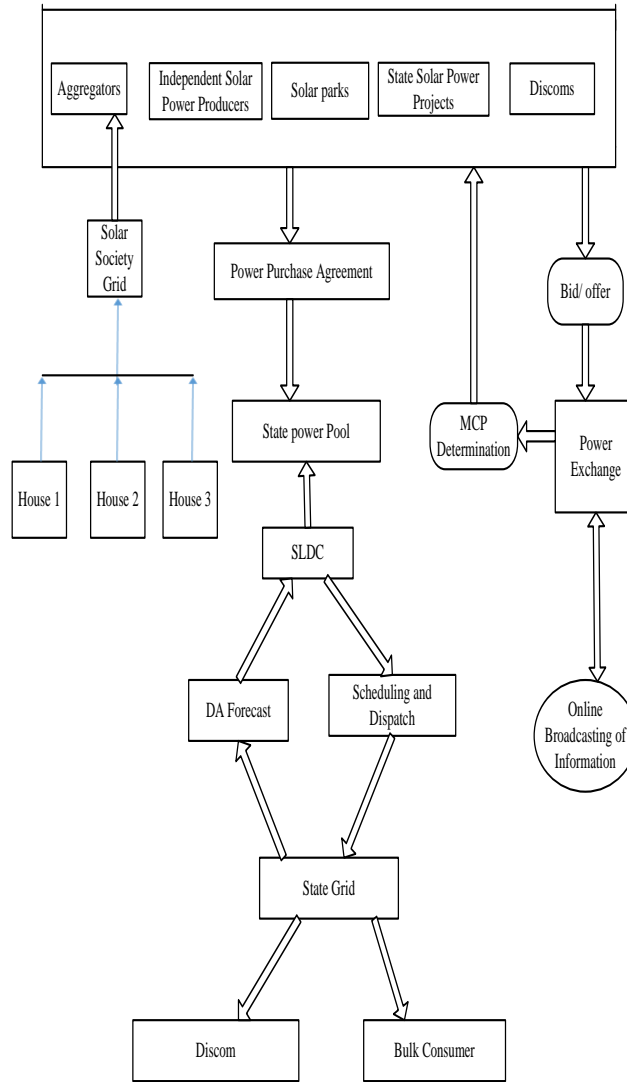 Aggregators
Independent Solar
Power Producers
Solar parks
State Solar Power
Projects
Discoms
Solar
Society
Grid
Power Purchase Agreement
Bid/ offer
State power Pool
MCP
Determination
Power
Exchange
House 1
House 2
House 3
SLDC
DA Forecast
Scheduling and
Dispatch
Online
Broadcasting of
Information
State Grid
Discom
Bulk Consumer